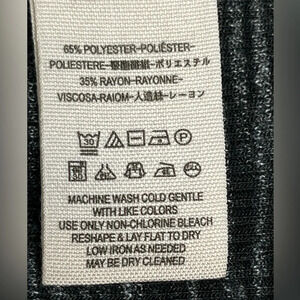 65% POLYESTER-POLIÉSTER-
POLIESTERE-聚酯纖維-ポリエステル
35% RAYON-RAYONNE-
VISCOSA-RAIOM-人造絲-レーヨン
30
P
MACHINE WASH COLD GENTLE
WITH LIKE COLORS
USE ONLY NON-CHLORINE BLEACH
RESHAPE & LAY FLAT TO DRY
LOW IRON AS NEEDED
MAY BE DRY CLEANED